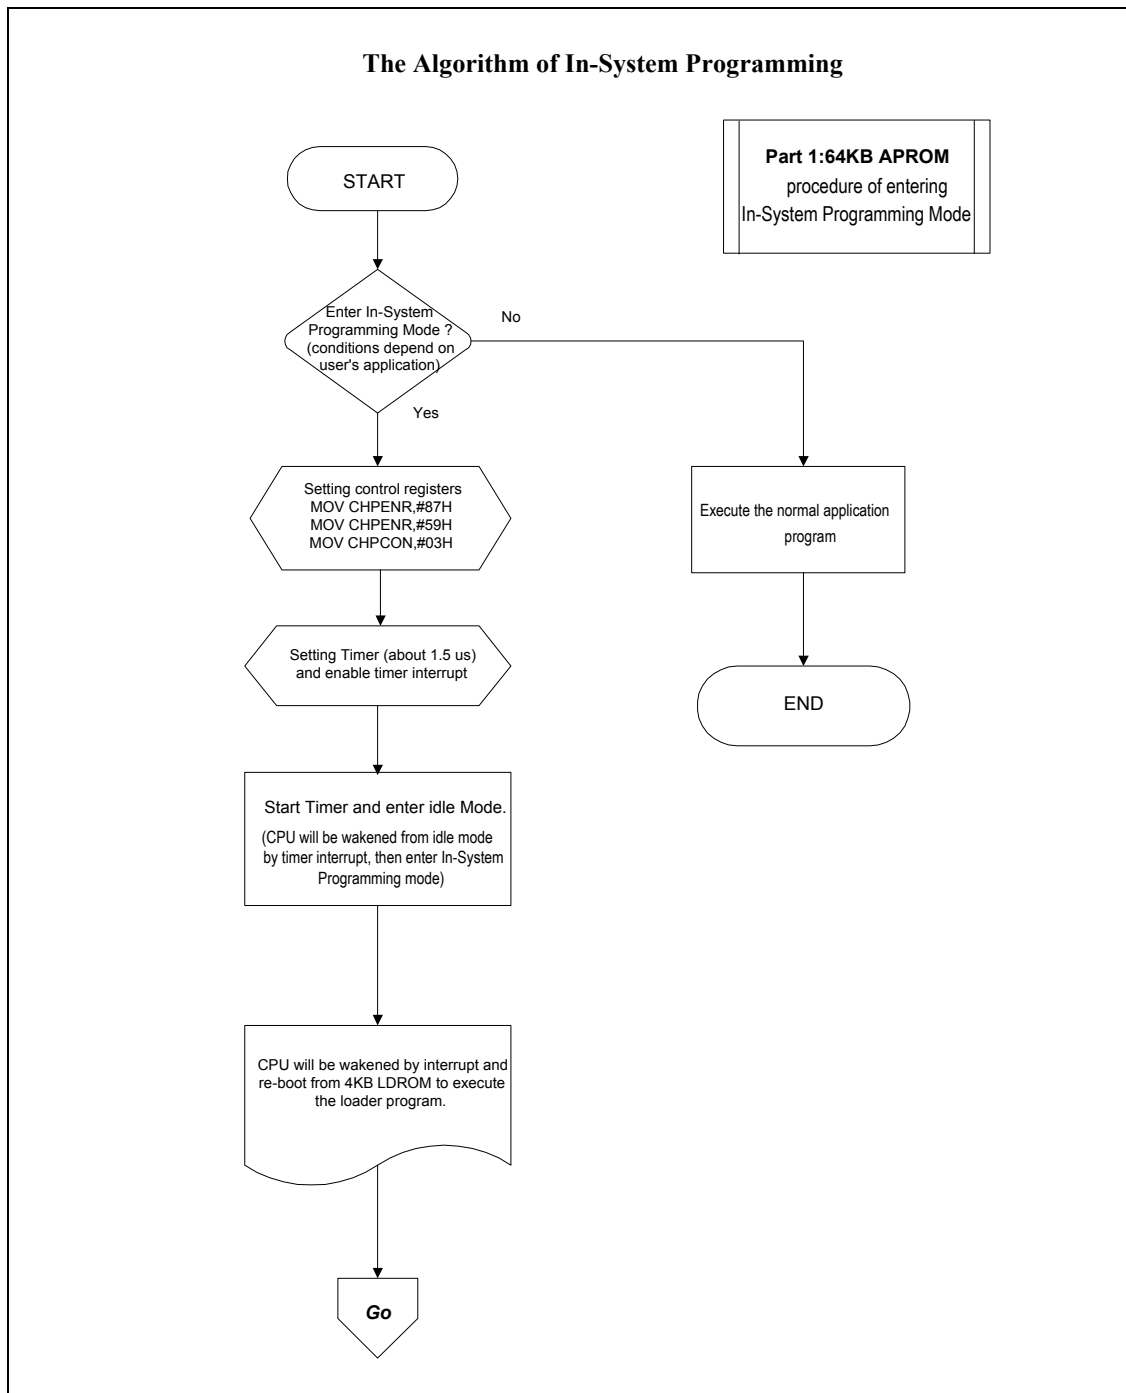 The Algorithm of In-System Programming
Part 1:64KB APROM
procedure of entering
In-System Programming Mode
START
Enter In-System
Programming Mode ?
(conditions depend on
user's application)
No
Yes
Setting control registers
MOV CHPENR,#87H
MOV CHPENR,#59H
MOV CHPCON,#03H
Execute the normal application
program
Setting Timer (about 1.5 us)
and enable timer interrupt
END
Start Timer and enter idle Mode.
(CPU will be wakened from idle mode
by timer interrupt, then enter In-System
Programming mode)
CPU will be wakened by interrupt and
re-boot from 4KB LDROM to execute
the loader program.
Go